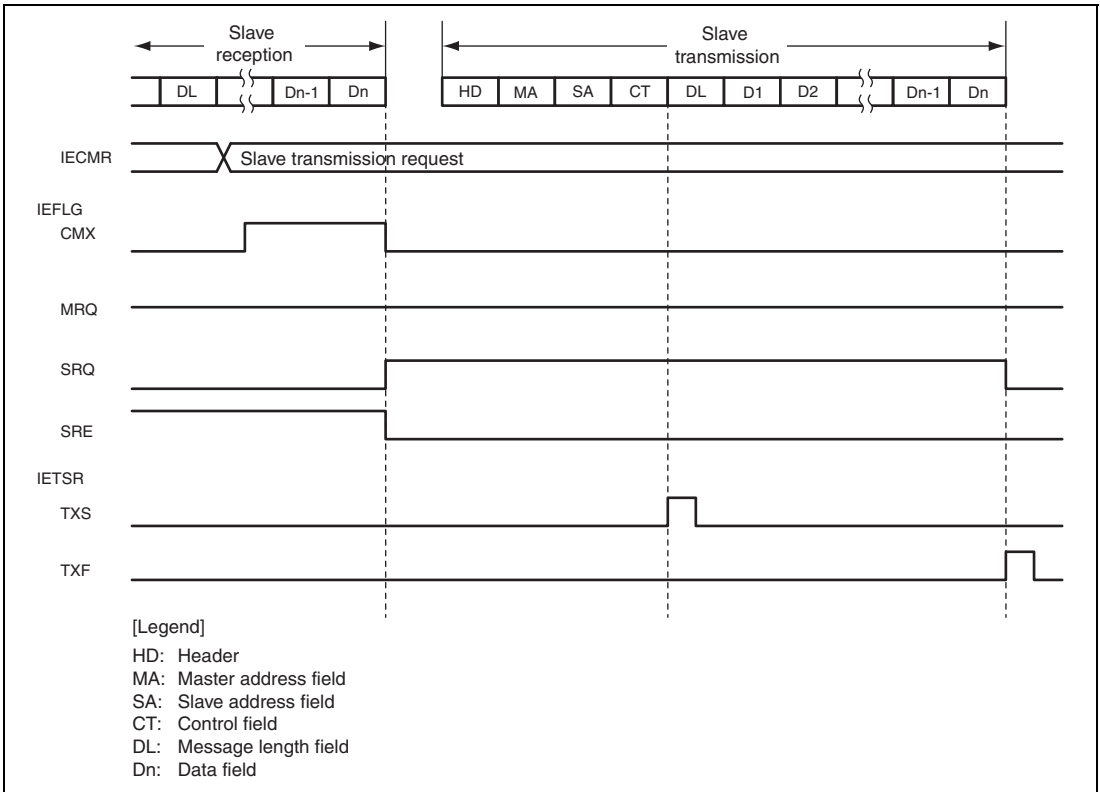 Slave
reception
Slave
transmission
DL Dn-1 Dn HD MA SA CT DL D1 D2 Dn-1 Dn
IECMR Slave transmission request
IEFLG
CMX
MRQ
SRQ
SRE
IETSR
TXS
TXF
[Legend]
HD: Header
MA: Master address field
SA: Slave address field
CT: Control field
DL: Message length field
Dn: Data field